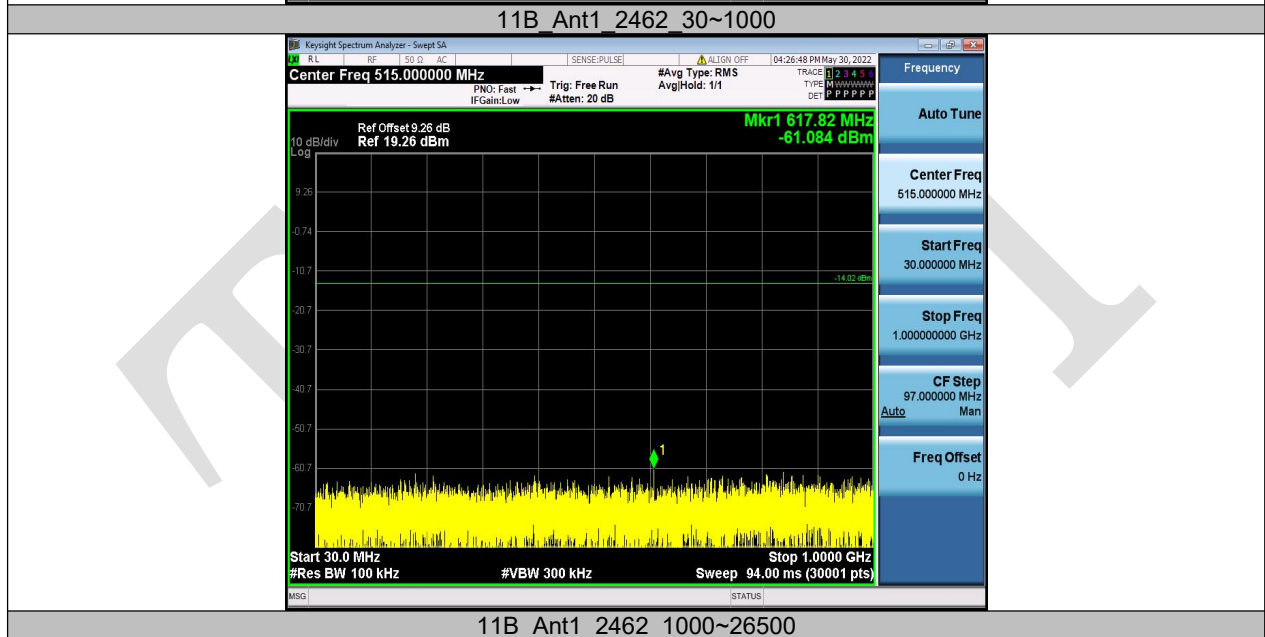 11B_Ant1_2462_30~1000
Keysight Spectrum Analyzer - Swept SA
RL RF 50 Ω AC SENSE:PULSE ALIGN OFF 04:26:48 PM May 30, 2022
Center Freq 515.000000 MHz
PNO: Fast
IFGain:Low
Trig: Free Run
#Atten: 20 dB
#Avg Type: RMS
Avg|Hold: 1/1
TRACE 1 2 3 4 5 6
TYPE M WWWWW
DET P P P P P P
Ref Offset 9.26 dB
Ref 19.26 dBm
10 dB/div
Log
Mkr1 617.82 MHz
-61.084 dBm
9.26
-0.74
-10.7
-14.02 dBm
-20.7
-30.7
-40.7
-50.7
1
-60.7
-70.7
Start 30.0 MHz
Stop 1.0000 GHz
#Res BW 100 kHz
#VBW 300 kHz
Sweep 94.00 ms (30001 pts)
MSG
STATUS
Frequency
Auto Tune
Center Freq
515.000000 MHz
Start Freq
30.000000 MHz
Stop Freq
1.000000000 GHz
CF Step
97.000000 MHz
Auto Man
Freq Offset
0 Hz
11B_Ant1_2462_1000~26500